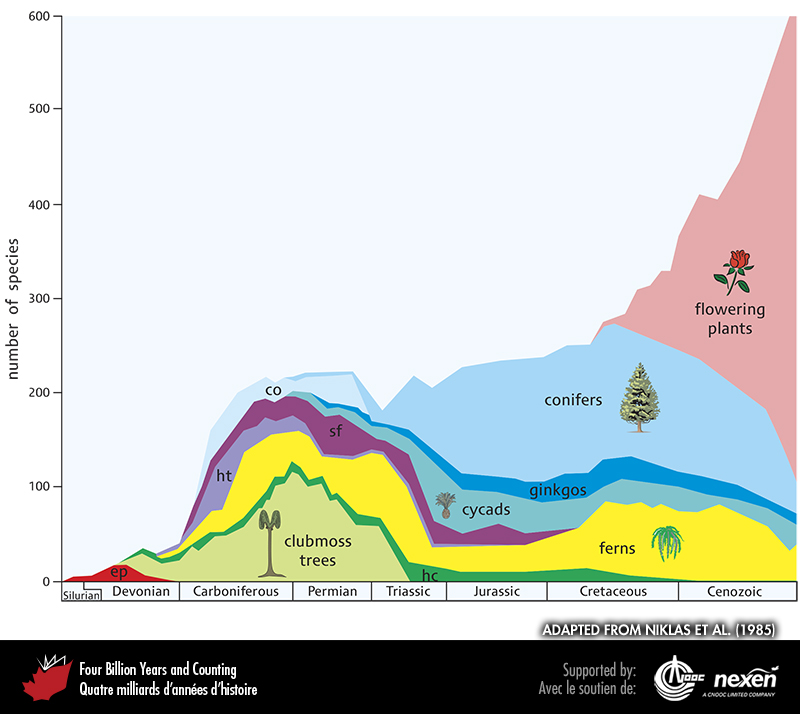 600
500
400
300
200
100
0
number of species
co
sf
ht
ep
clubmoss
trees
hc
cycads
ginkgos
ferns
conifers
flowering
plants
Silurian
Devonian
Carboniferous
Permian
Triassic
Jurassic
Cretaceous
Cenozoic
ADAPTED FROM NIKLAS ET AL. (1985)
Four Billion Years and Counting
Quatre milliards d'années d'histoire
Supported by:
Avec le soutien de:
cnooc
nexen
A CNOOC LIMITED COMPANY